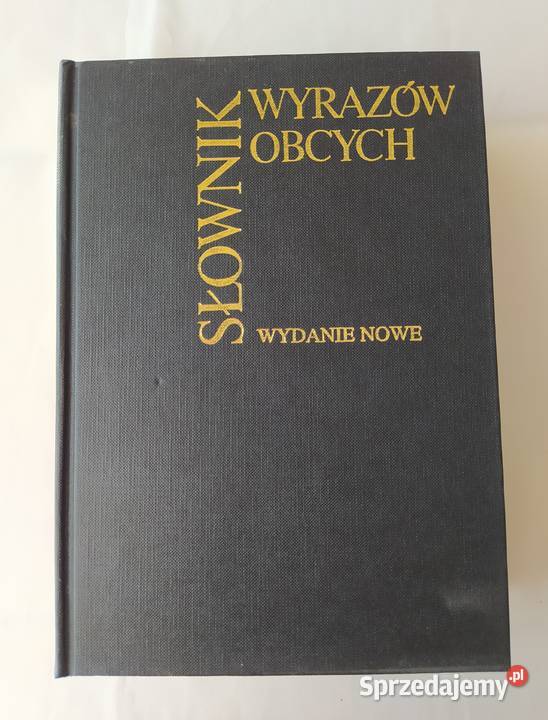 SŁOWNIK
WYRAZÓW
OBCYCH
WYDANIE NOWE
Sprzedajemy.pl